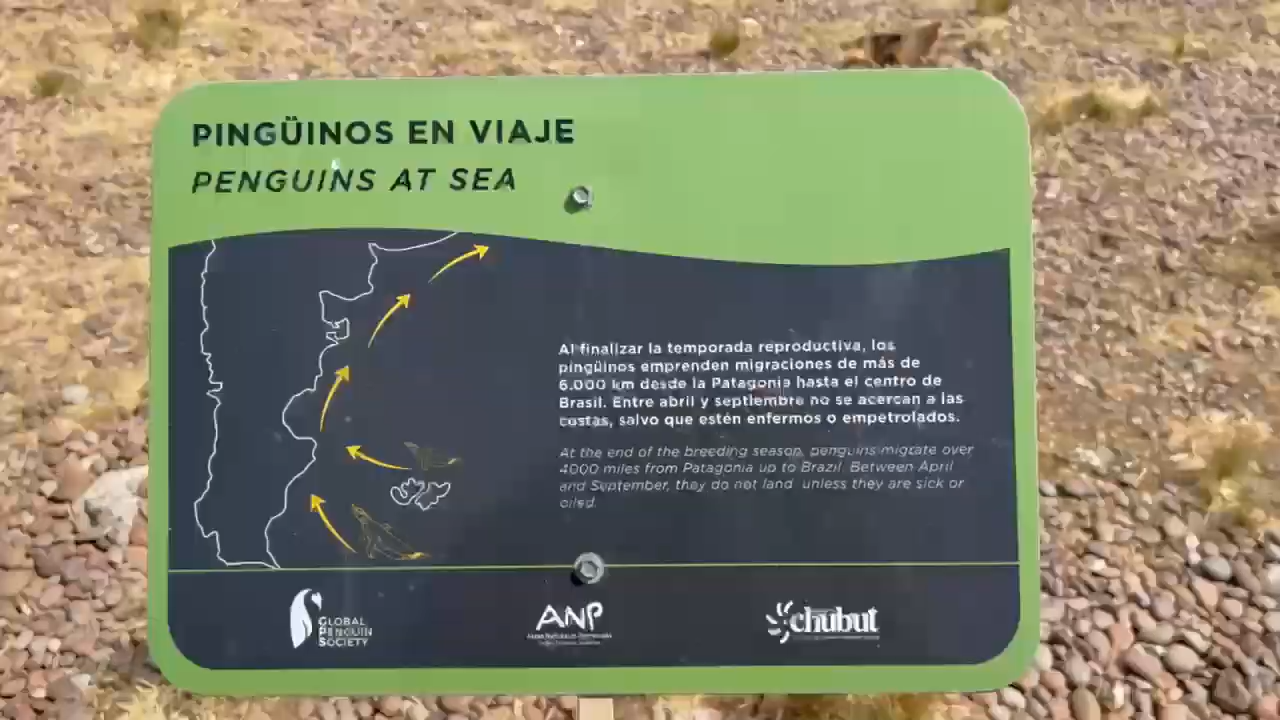 PINGÜINOS EN VIAJE
PENGUINS AT SEA
Al finalizar la temporada reproductiva, los
pingüinos emprenden migraciones de más de
6.000 km desde la Patagonia hasta el centro de
Brasil. Entre abril y septiembre no se acercan a las
costas, salvo que estén enfermos o empetrolados.
At the end of the breeding season, penguins migrate over
4000 miles from Patagonia up to Brazil. Between April
and September, they do not land unless they are sick or
oiled.
GLOBAL
PENGUIN
SOCIETY
ANP
chubut